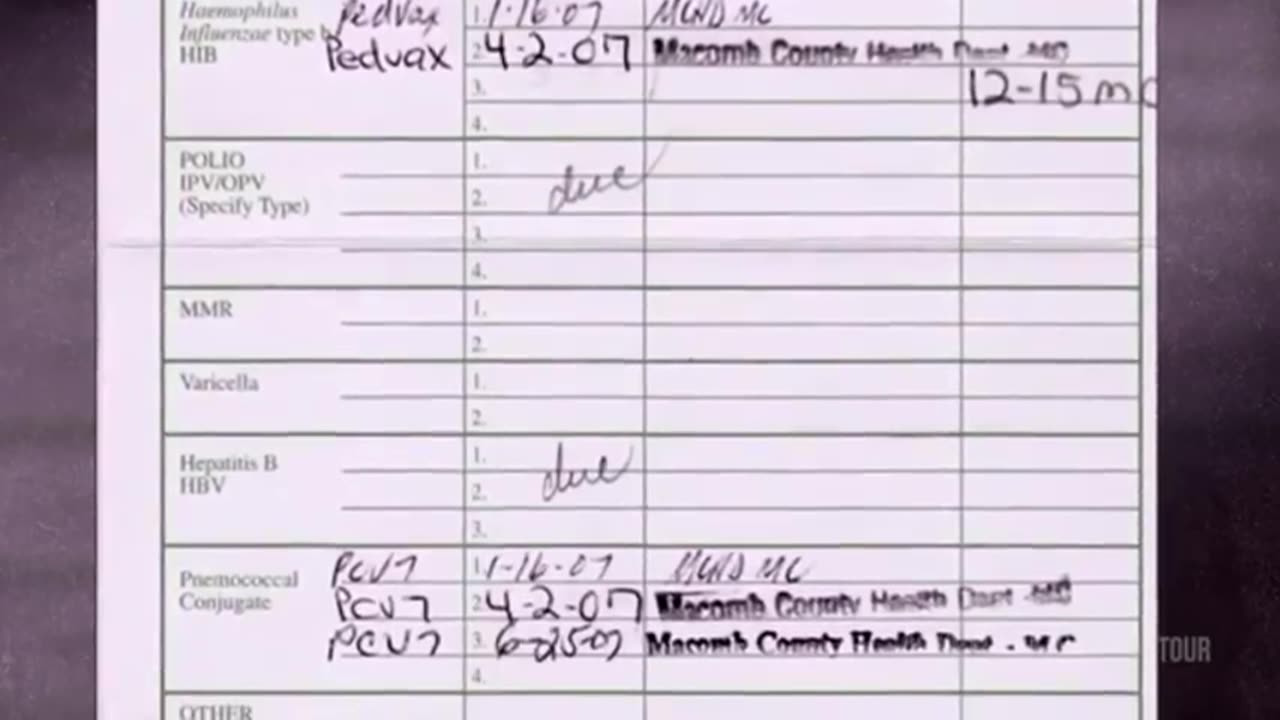 Haemophilus Pedvax 1. 1-16-07 MCHD MC
Influenzae type b
HIB Pedvax 2. 4-2-07 Macomb County Health Dept - MC
3. 12-15 mo
4.
POLIO 1.
IPV/OPV 2. due
(Specify Type)
3.
4.
MMR 1.
2.
Varicella 1.
2.
Hepatitis B 1.
HBV 2. due
3.
Pnemococcal PCV7 1. 1-16-07 MCHD MC
Conjugate PCV7 2. 4-2-07 Macomb County Health Dept - MC
PCV7 3. 6-25-07 Macomb County Health Dept - MC
4.
OTHER
TOUR